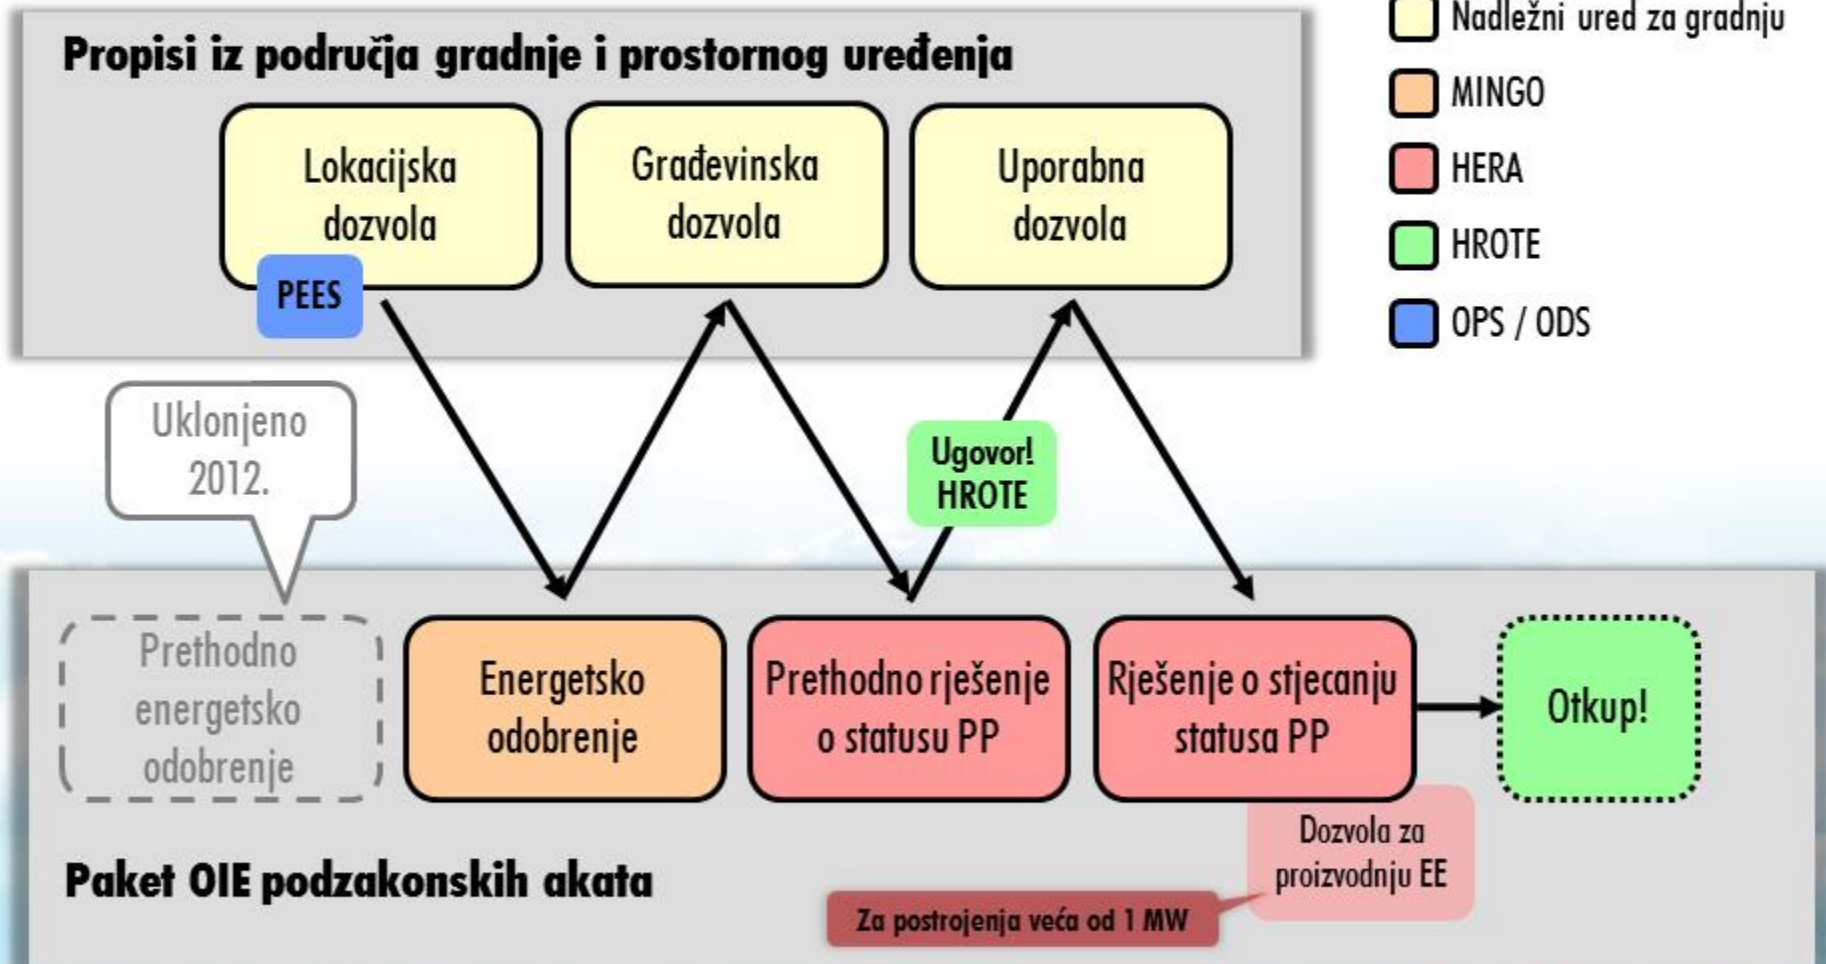 Propisi iz područja gradnje i prostornog uređenja
Lokacijska
dozvola
PEES
Građevinska
dozvola
Uporabna
dozvola
Nadležni ured za gradnju
MINGO
HERA
HROTE
OPS / ODS
Uklonjeno
2012.
Ugovor!
HROTE
Prethodno
energetsko
odobrenje
Energetsko
odobrenje
Prethodno rješenje
o statusu PP
Rješenje o stjecanju
statusa PP
Otkup!
Dozvola za
proizvodnju EE
Za postrojenja veća od 1 MW
Paket OIE podzakonskih akata